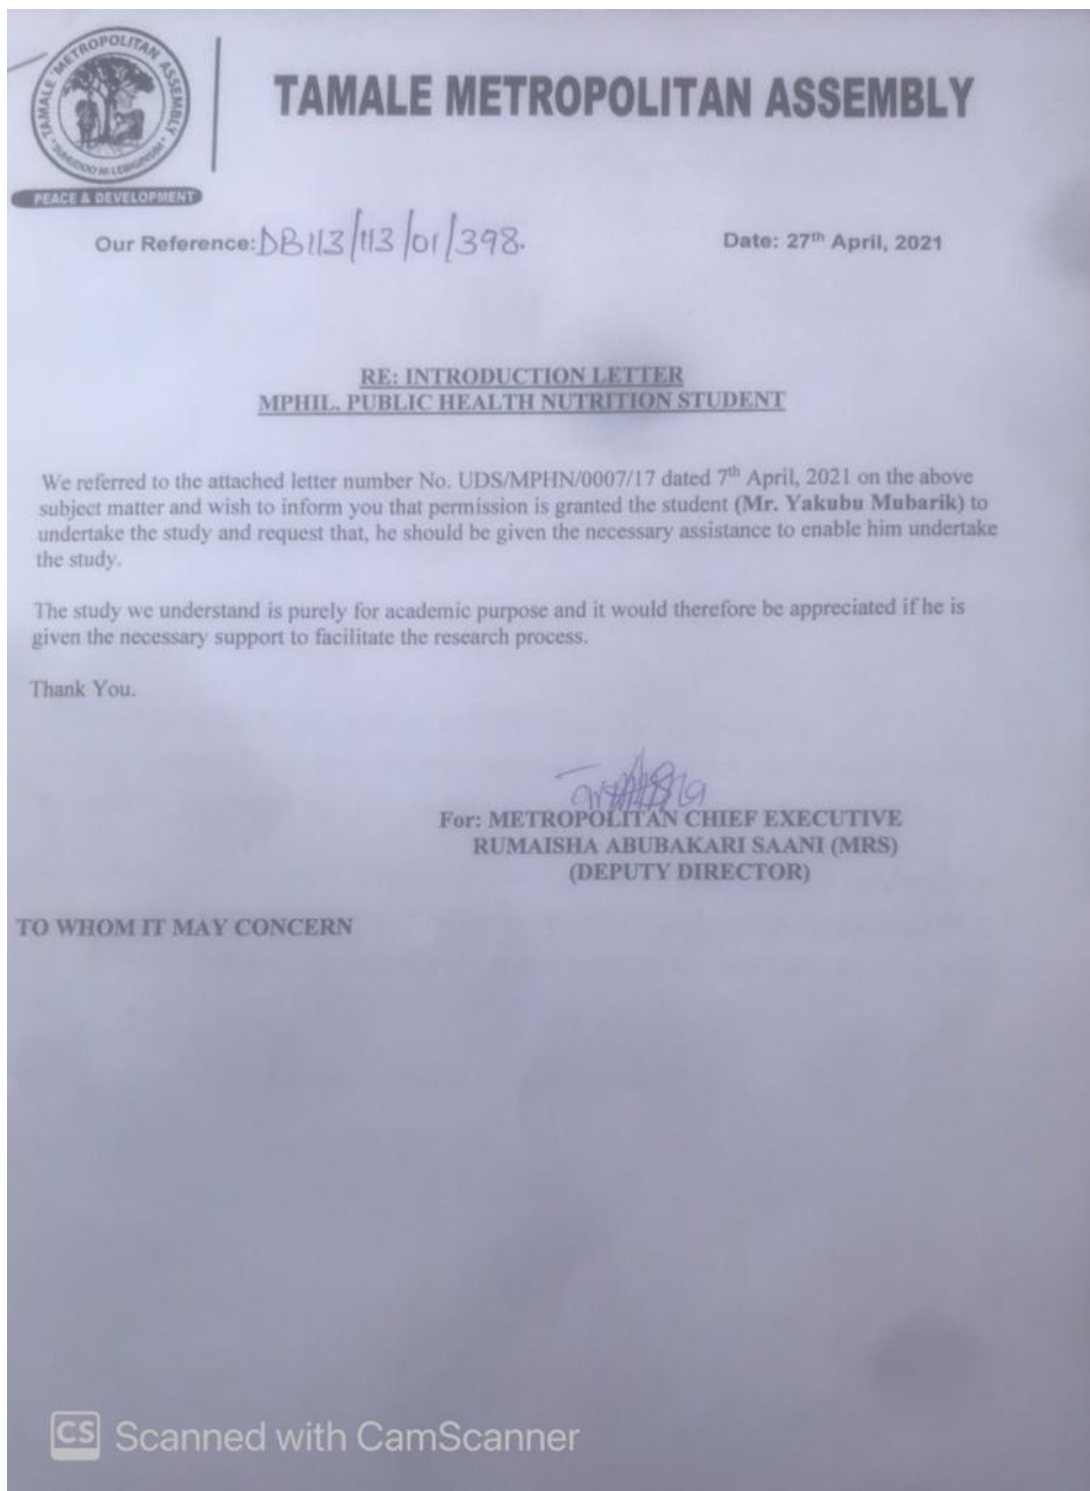 TAMALE METROPOLITAN ASSEMBLY
TAMALE METROPOLITAN ASSEMBLY
PEACE & DEVELOPMENT
Our Reference: DB113/113/01/398.
Date: 27th April, 2021
RE: INTRODUCTION LETTER
MPHIL. PUBLIC HEALTH NUTRITION STUDENT
We referred to the attached letter number No. UDS/MPHN/0007/17 dated 7th April, 2021 on the above
subject matter and wish to inform you that permission is granted the student (Mr. Yakubu Mubarik) to
undertake the study and request that, he should be given the necessary assistance to enable him undertake
the study.
The study we understand is purely for academic purpose and it would therefore be appreciated if he is
given the necessary support to facilitate the research process.
Thank You.
For: METROPOLITAN CHIEF EXECUTIVE
RUMAISHA ABUBAKARI SAANI (MRS)
(DEPUTY DIRECTOR)
TO WHOM IT MAY CONCERN
CS Scanned with CamScanner